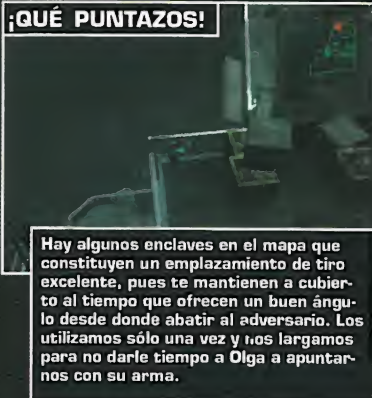 ¡QUÉ PUNTAZOS!
Hay algunos enclaves en el mapa que
constituyen un emplazamiento de tiro
excelente, pues te mantienen a cubier-
to al tiempo que ofrecen un buen ángu-
lo desde donde abatir al adversario. Los
utilizamos sólo una vez y nos largamos
para no darle tiempo a Olga a apuntar-
nos con su arma.